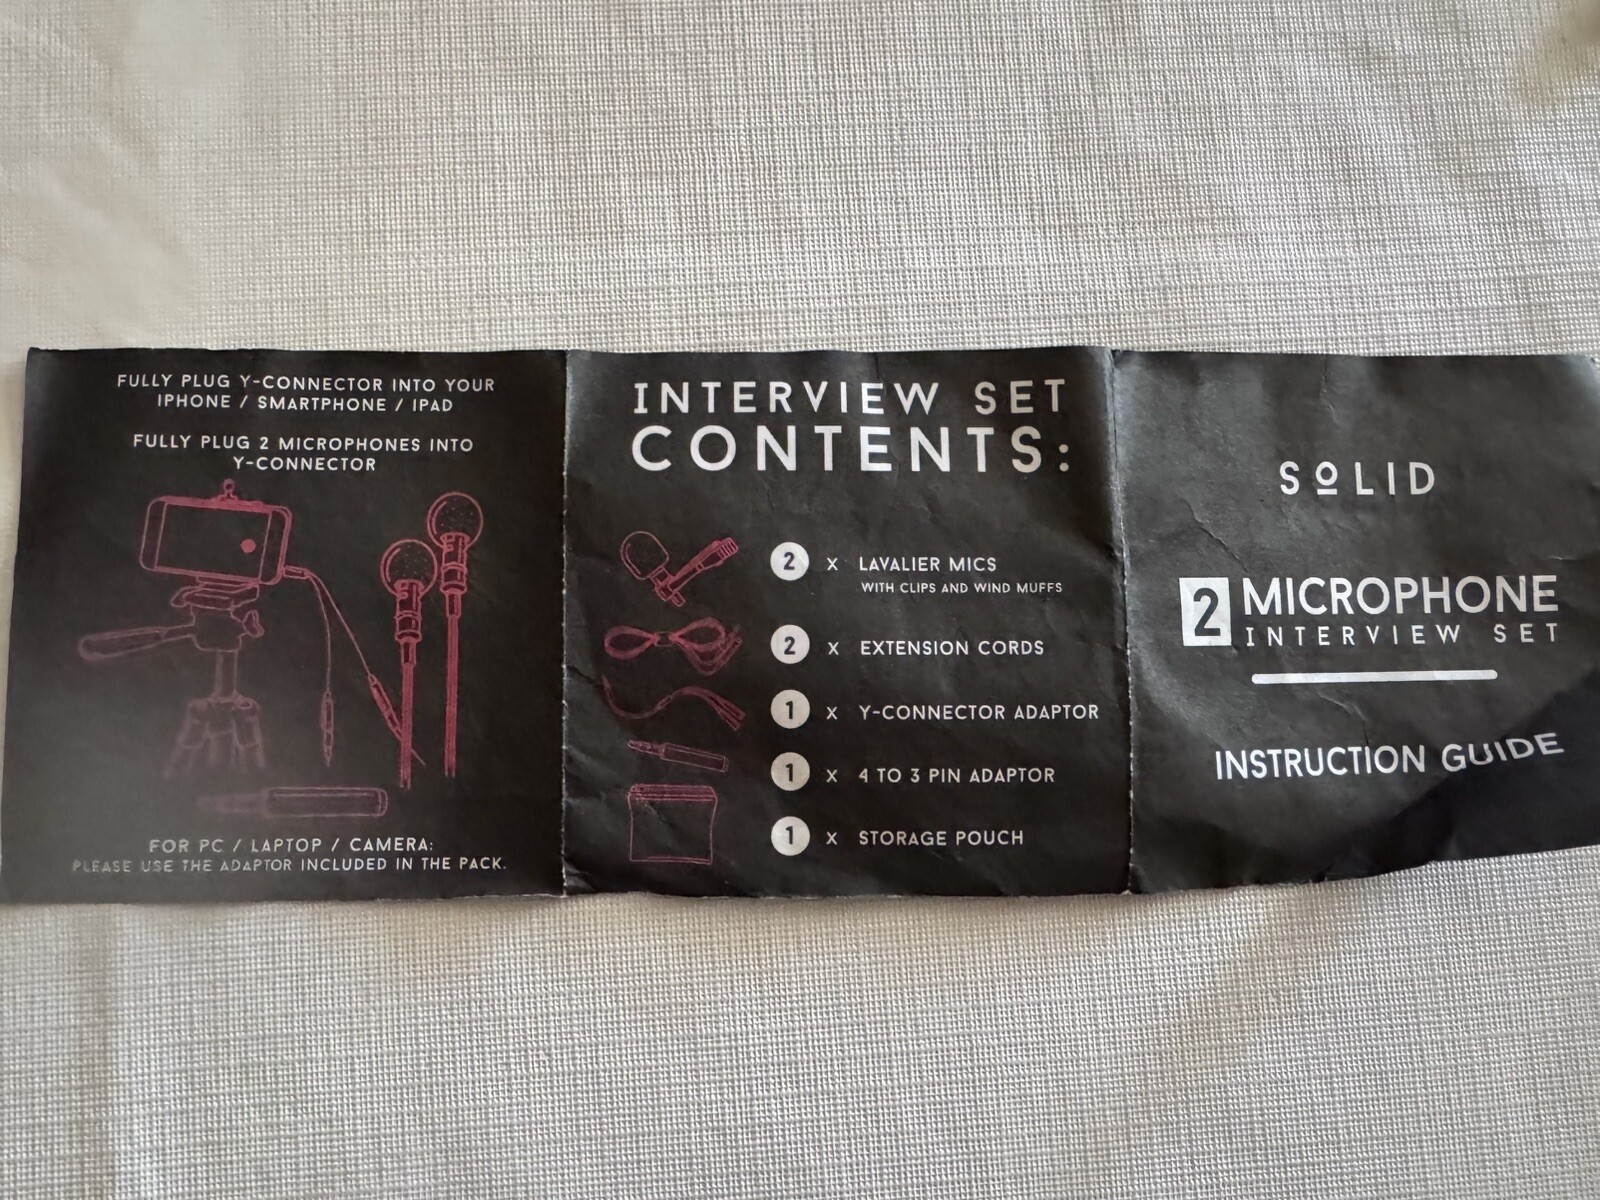 FULLY PLUG Y-CONNECTOR INTO YOUR
IPHONE / SMARTPHONE / IPAD
FULLY PLUG 2 MICROPHONES INTO
Y-CONNECTOR
FOR PC / LAPTOP / CAMERA:
PLEASE USE THE ADAPTOR INCLUDED IN THE PACK.
INTERVIEW SET
CONTENTS:
2 x LAVALIER MICS
WITH CLIPS AND WIND MUFFS
2 x EXTENSION CORDS
1 x Y-CONNECTOR ADAPTOR
1 x 4 TO 3 PIN ADAPTOR
1 x STORAGE POUCH
SOLID
2 MICROPHONE
INTERVIEW SET
INSTRUCTION GUIDE